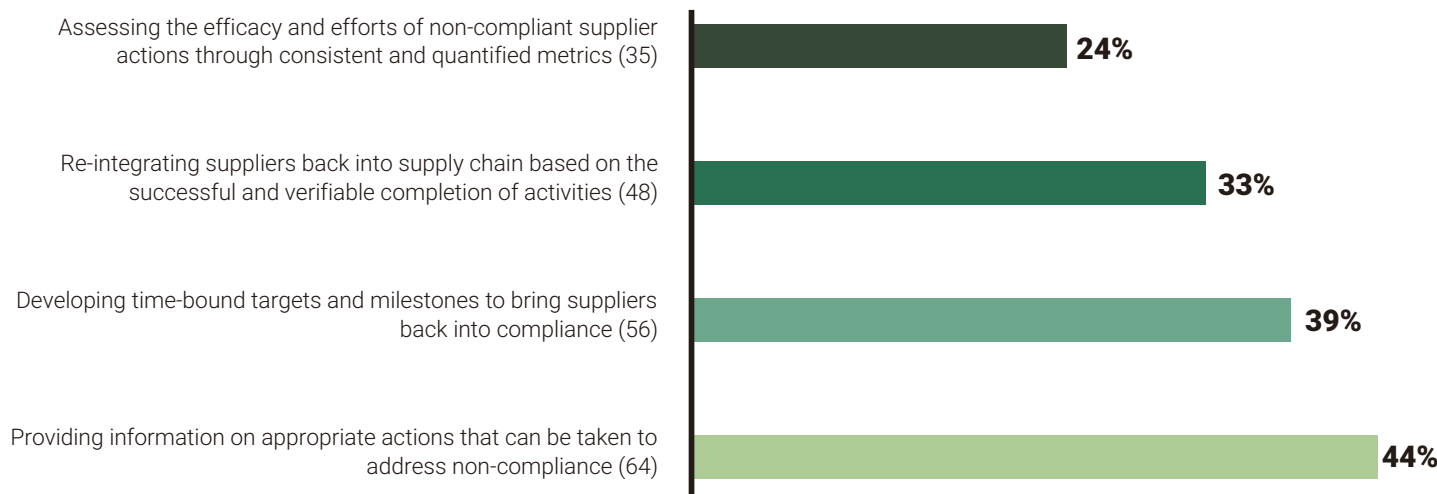 Assessing the efficacy and efforts of non-compliant supplier
actions through consistent and quantified metrics (35)
24%
Re-integrating suppliers back into supply chain based on the
successful and verifiable completion of activities (48)
33%
Developing time-bound targets and milestones to bring suppliers
back into compliance (56)
39%
Providing information on appropriate actions that can be taken to
address non-compliance (64)
44%